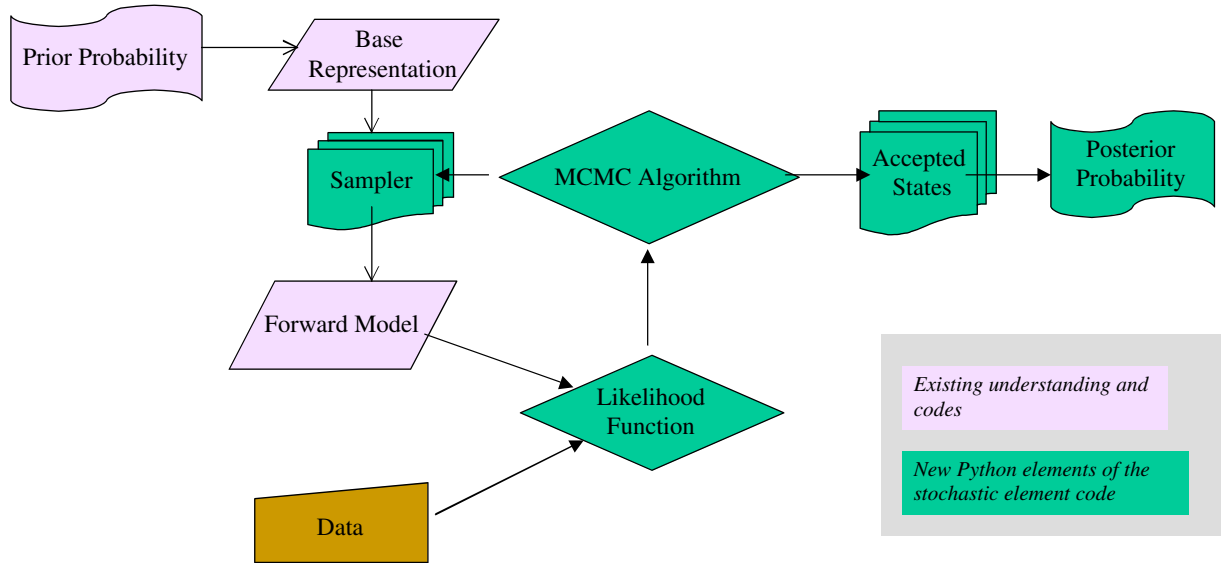 Prior Probability
Base
Representation
Sampler
MCMC Algorithm
Accepted
States
Posterior
Probability
Forward Model
Likelihood
Function
Data
Existing understanding and
codes
New Python elements of the
stochastic element code